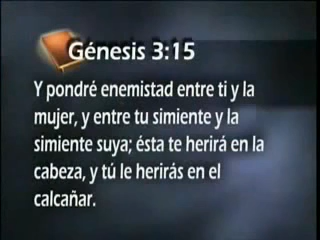 Génesis 3:15
Y pondré enemistad entre ti y la
mujer, y entre tu simiente y la
simiente suya; ésta te herirá en la
cabeza, y tú le herirás en el
calcañar.